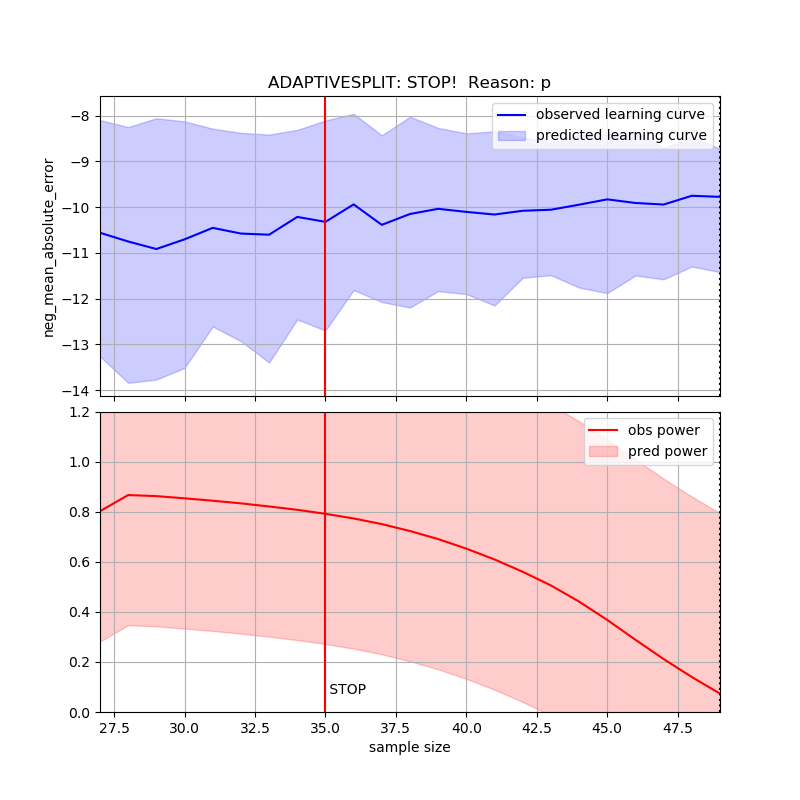 ADAPTIVESPLIT: STOP!  Reason: p
−8
−9
−10
−11
−12
−13
−14
neg_mean_absolute_error
observed learning curve
predicted learning curve
1.2
1.0
0.8
0.6
0.4
0.2
0.0
obs power
pred power
STOP
27.5 30.0 32.5 35.0 37.5 40.0 42.5 45.0 47.5
sample size